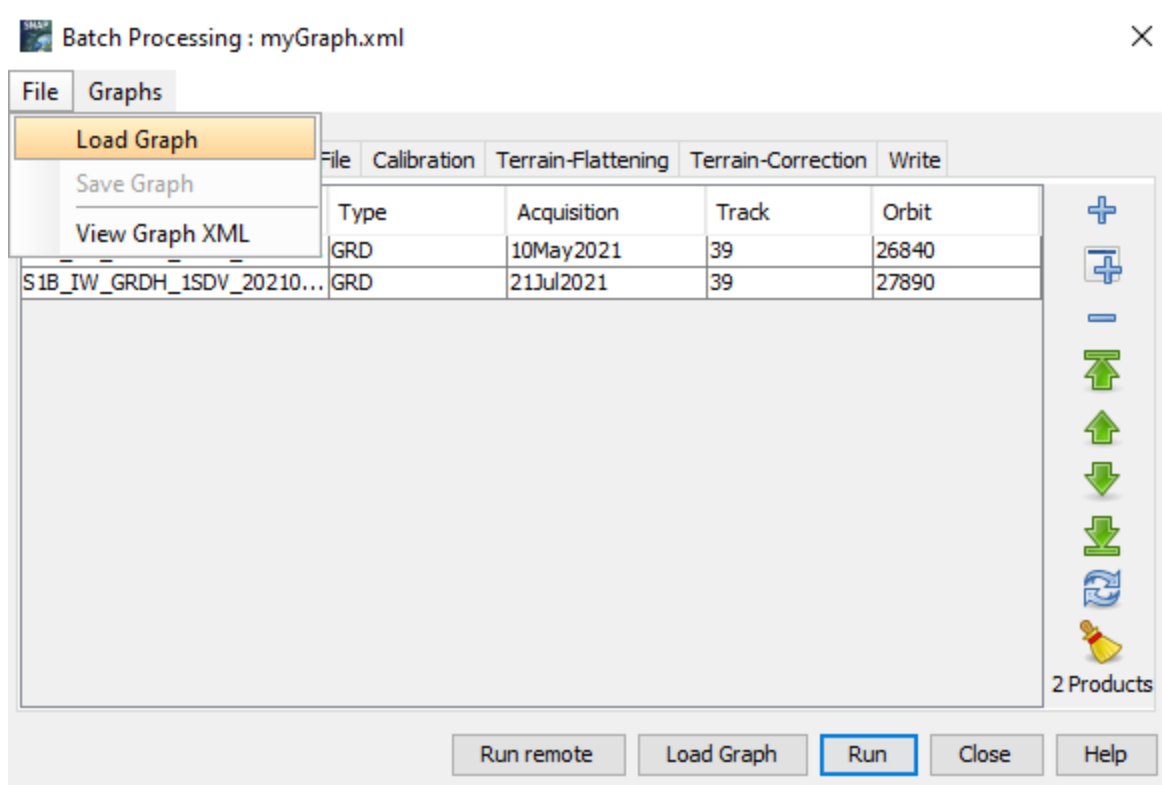 SNAP
Batch Processing : myGraph.xml
File Graphs
Load Graph
Save Graph
View Graph XML
File Calibration Terrain-Flattening Terrain-Correction Write
Type Acquisition Track Orbit
GRD 10May2021 39 26840
S1B_IW_GRDH_1SDV_20210... GRD 21Jul2021 39 27890
2 Products
Run remote Load Graph Run Close Help